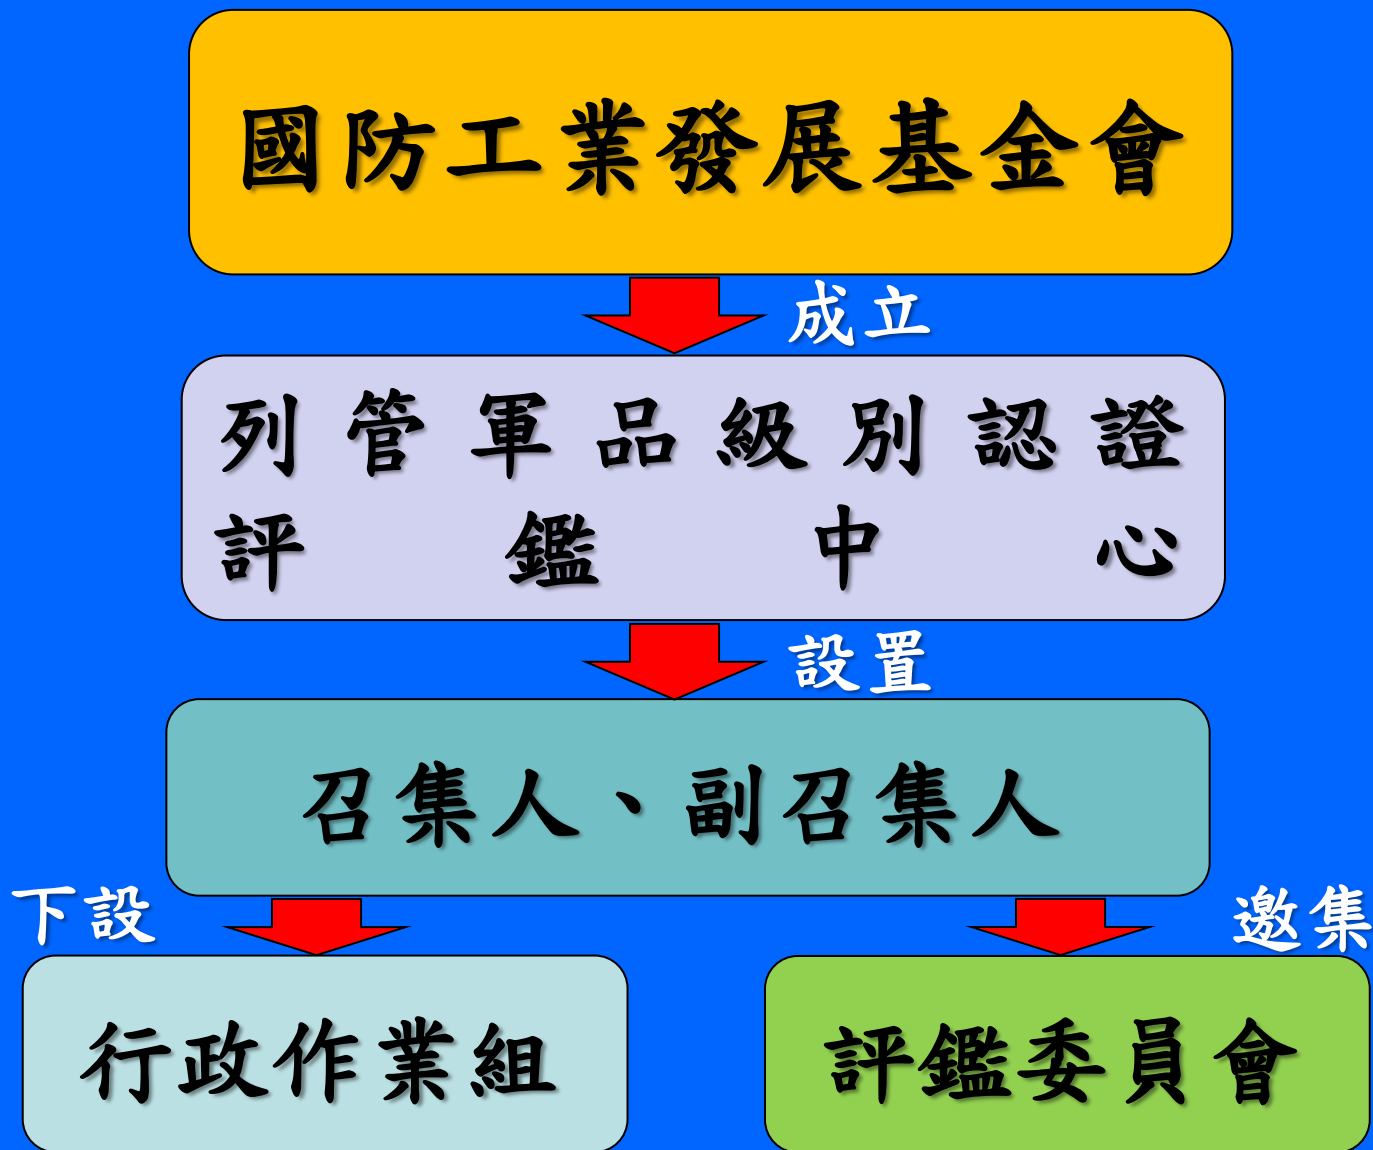 國防工業發展基金會
成立
列管軍品級別認證
評鑑中心
設置
召集人、副召集人
下設
邀集
行政作業組
評鑑委員會